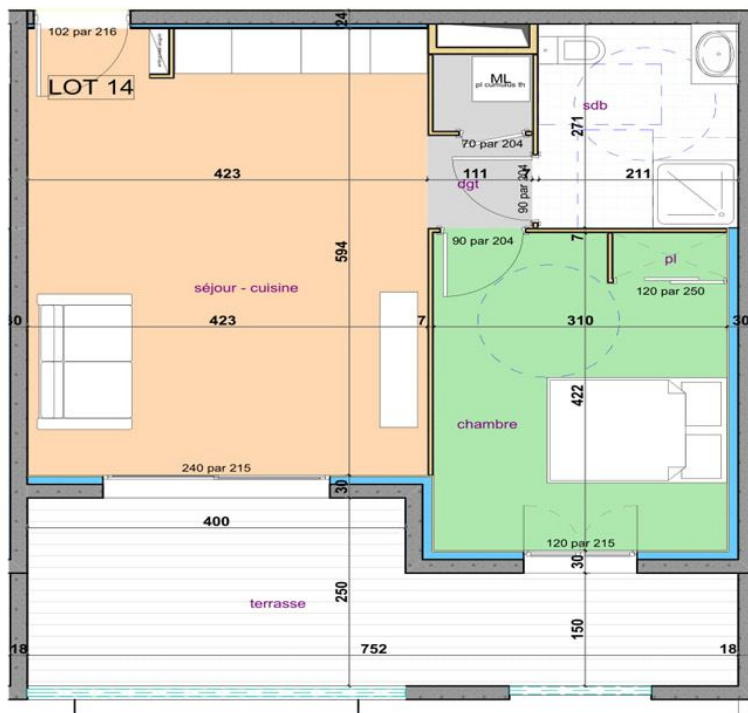 24
102 par 216
LOT 14
ML
pl cumulus th
sdb
271
70 par 204
423
111
7
211
dgt
90 par 204
90 par 204
7
594
pl
120 par 250
séjour - cuisine
30
423
7
310
30
422
chambre
240 par 215
30
400
120 par 215
30
250
terrasse
150
18
752
18